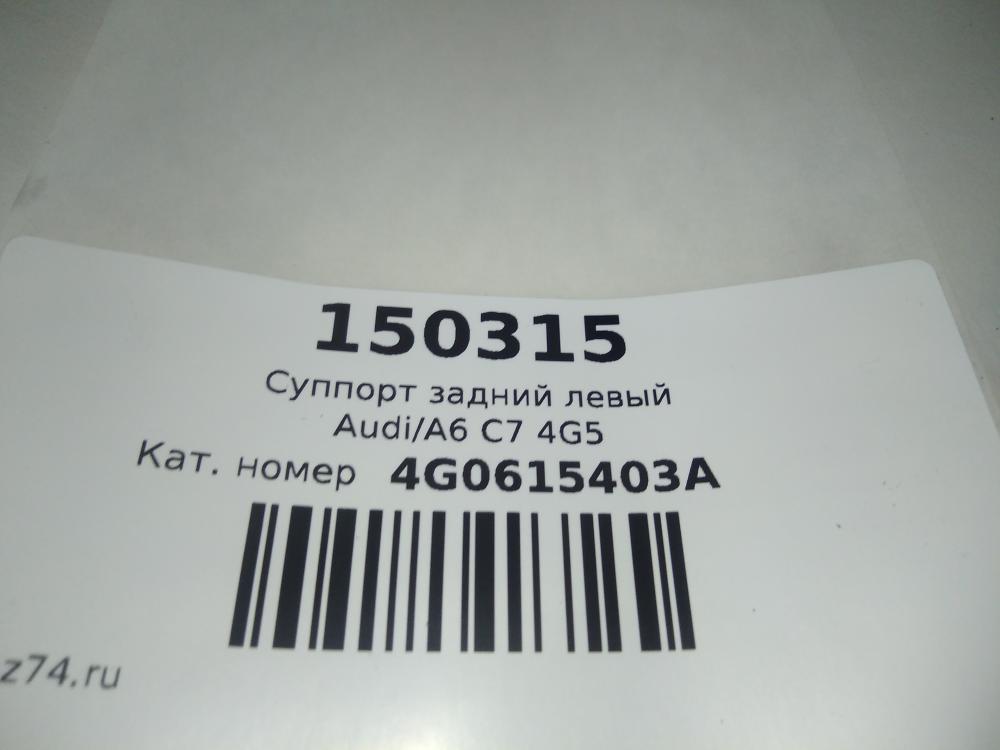 150315
Суппорт задний левый
Audi/A6 C7 4G5
Кат. номер 4G0615403A
z74.ru